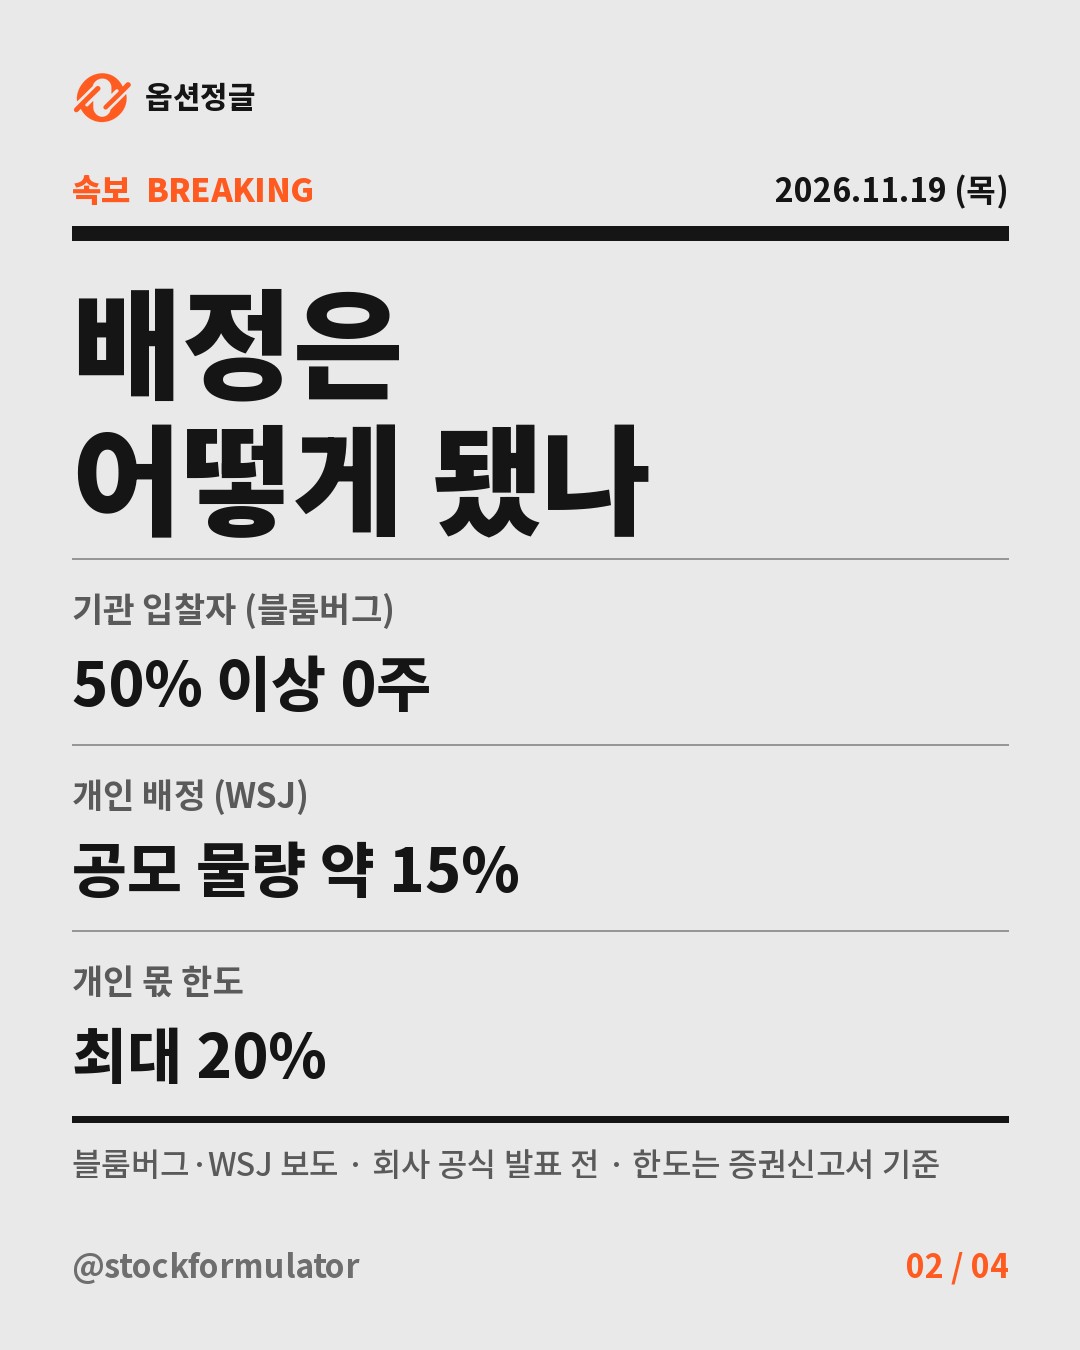 옵션정글
속보 BREAKING
2026.11.19 (목)
배정은
어떻게 됐나
기관 입찰자 (블룸버그)
50% 이상 0주
개인 배정 (WSJ)
공모 물량 약 15%
개인 몫 한도
최대 20%
블룸버그·WSJ 보도 · 회사 공식 발표 전 · 한도는 증권신고서 기준
@stockformulator
02 / 04